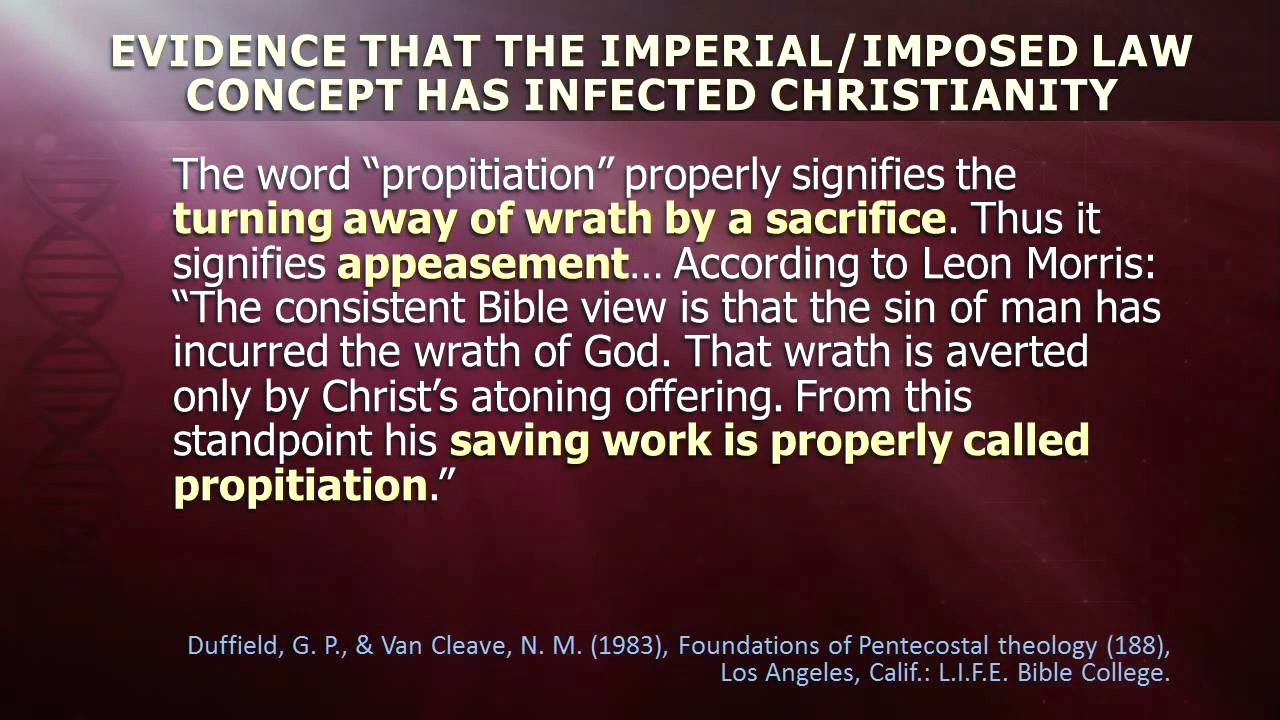 EVIDENCE THAT THE IMPERIAL/IMPOSED LAW
CONCEPT HAS INFECTED CHRISTIANITY
The word “propitiation” properly signifies the
turning away of wrath by a sacrifice. Thus it
signifies appeasement… According to Leon Morris:
“The consistent Bible view is that the sin of man has
incurred the wrath of God. That wrath is averted
only by Christ’s atoning offering. From this
standpoint his saving work is properly called
propitiation.”
Duffield, G. P., & Van Cleave, N. M. (1983), Foundations of Pentecostal theology (188),
Los Angeles, Calif.: L.I.F.E. Bible College.